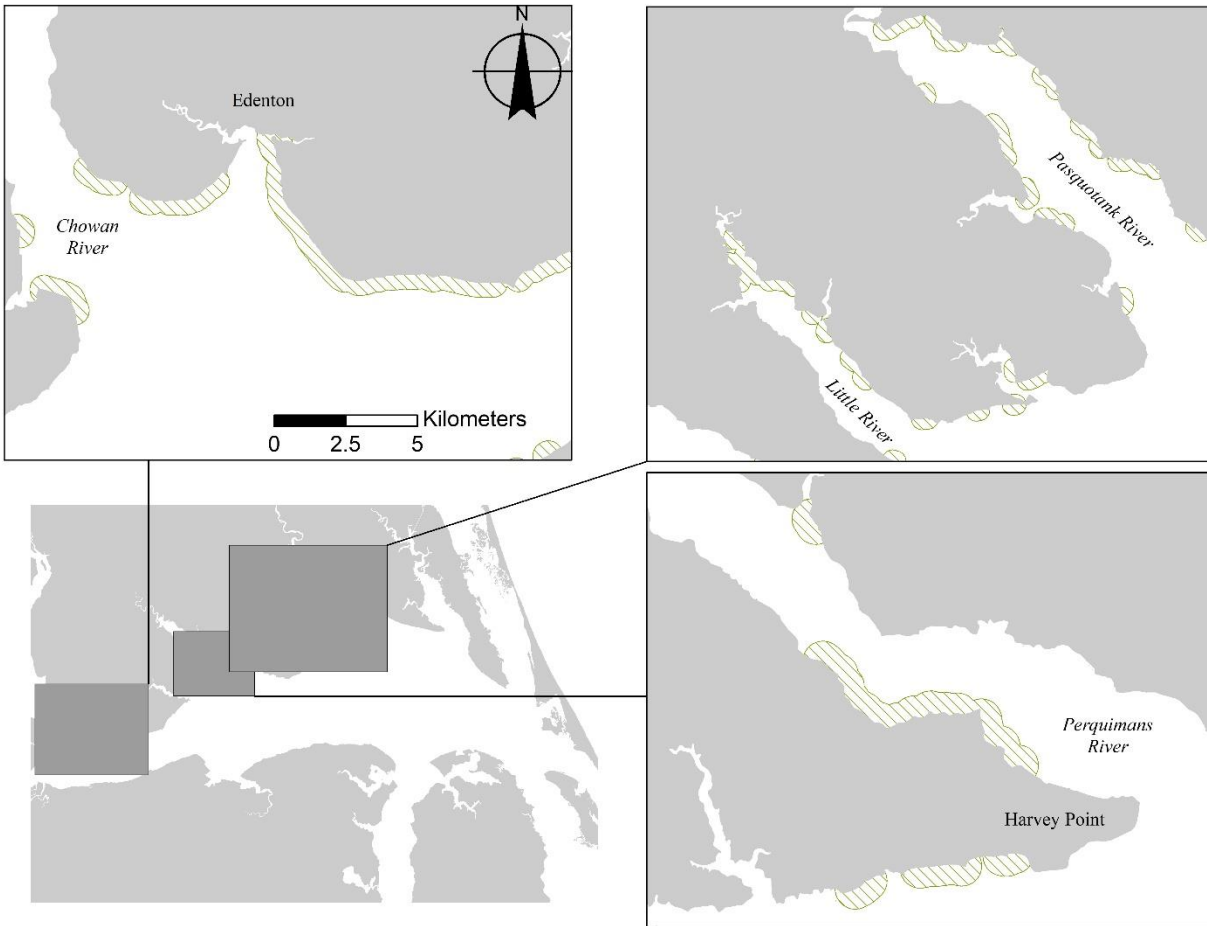 N
Edenton
Chowan
River
Kilometers
0 2.5 5
Pasquotank River
Little River
Perquimans
River
Harvey Point